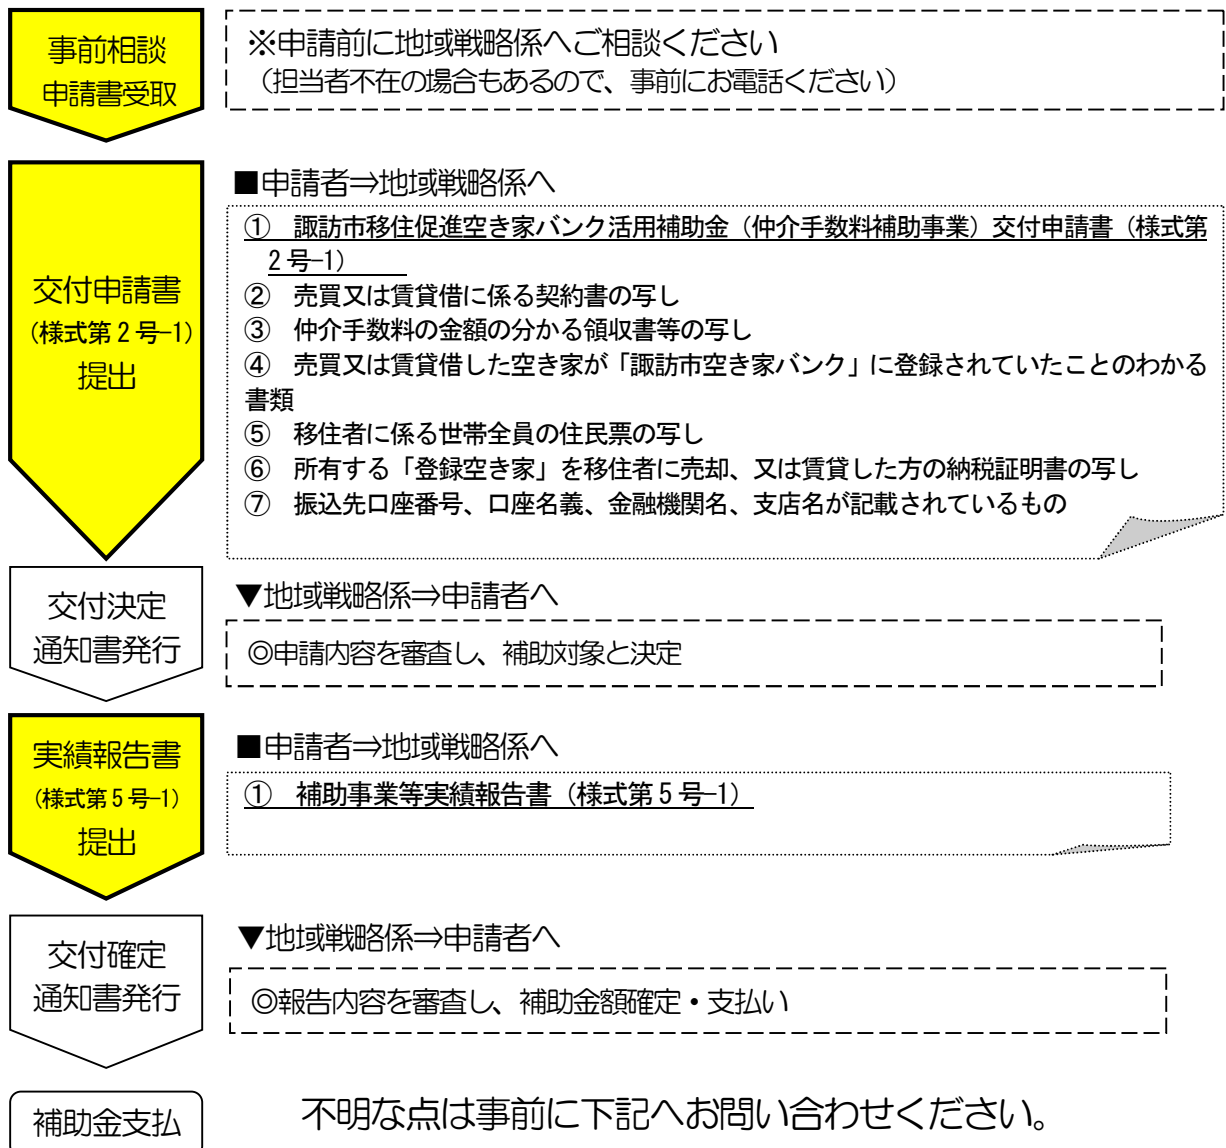 事前相談
申請書受取
※申請前に地域戦略係へご相談ください
（担当者不在の場合もあるので、事前にお電話ください）
交付申請書
（様式第２号-1）
提出
■申請者⇒地域戦略係へ
①　諏訪市移住促進空き家バンク活用補助金（仲介手数料補助事業）交付申請書（様式第
２号-1）
②　売買又は賃貸借に係る契約書の写し
③　仲介手数料の金額の分かる領収書等の写し
④　売買又は賃貸借した空き家が「諏訪市空き家バンク」に登録されていたことのわかる
書類
⑤　移住者に係る世帯全員の住民票の写し
⑥　所有する「登録空き家」を移住者に売却、又は賃貸した方の納税証明書の写し
⑦　振込先口座番号、口座名義、金融機関名、支店名が記載されているもの
交付決定
通知書発行
▼地域戦略係⇒申請者へ
◎申請内容を審査し、補助対象と決定
実績報告書
（様式第５号-1）
提出
■申請者⇒地域戦略係へ
①　補助事業等実績報告書（様式第５号-1）
交付確定
通知書発行
▼地域戦略係⇒申請者へ
◎報告内容を審査し、補助金額確定・支払い
補助金支払
不明な点は事前に下記へお問い合わせください。